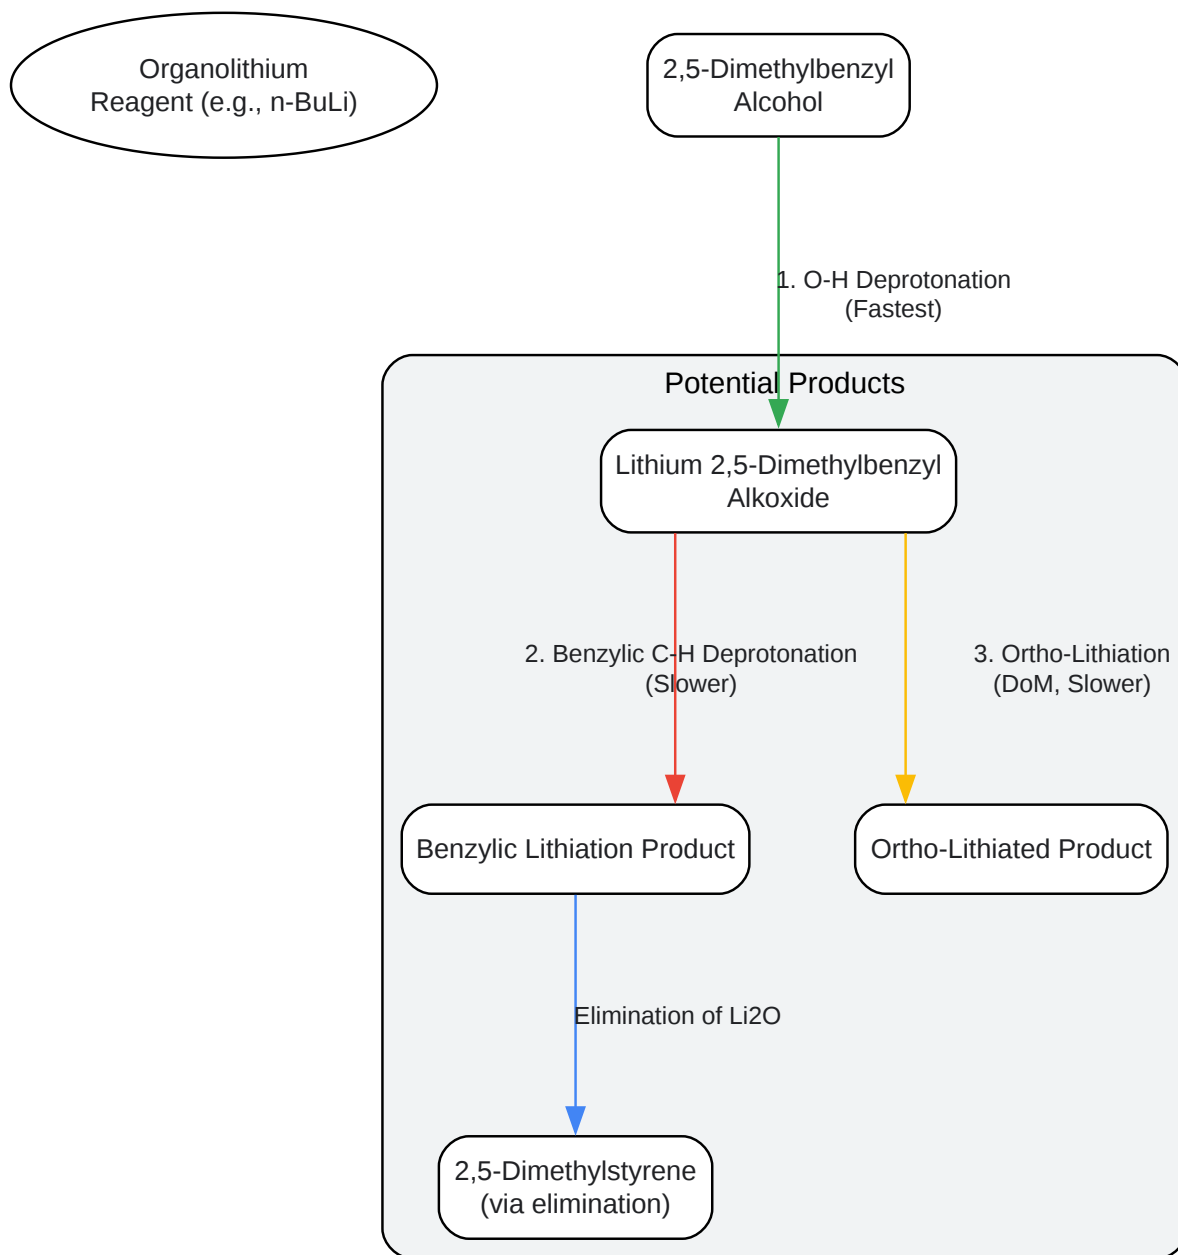 Organolithium
Reagent (e.g., n-BuLi)
2,5-Dimethylbenzyl
Alcohol
1. O-H Deprotonation
(Fastest)
Potential Products
Lithium 2,5-Dimethylbenzyl
Alkoxide
2. Benzylic C-H Deprotonation
(Slower)
3. Ortho-Lithiation
(DoM, Slower)
Benzylic Lithiation Product
Ortho-Lithiated Product
Elimination of Li2O
2,5-Dimethylstyrene
(via elimination)